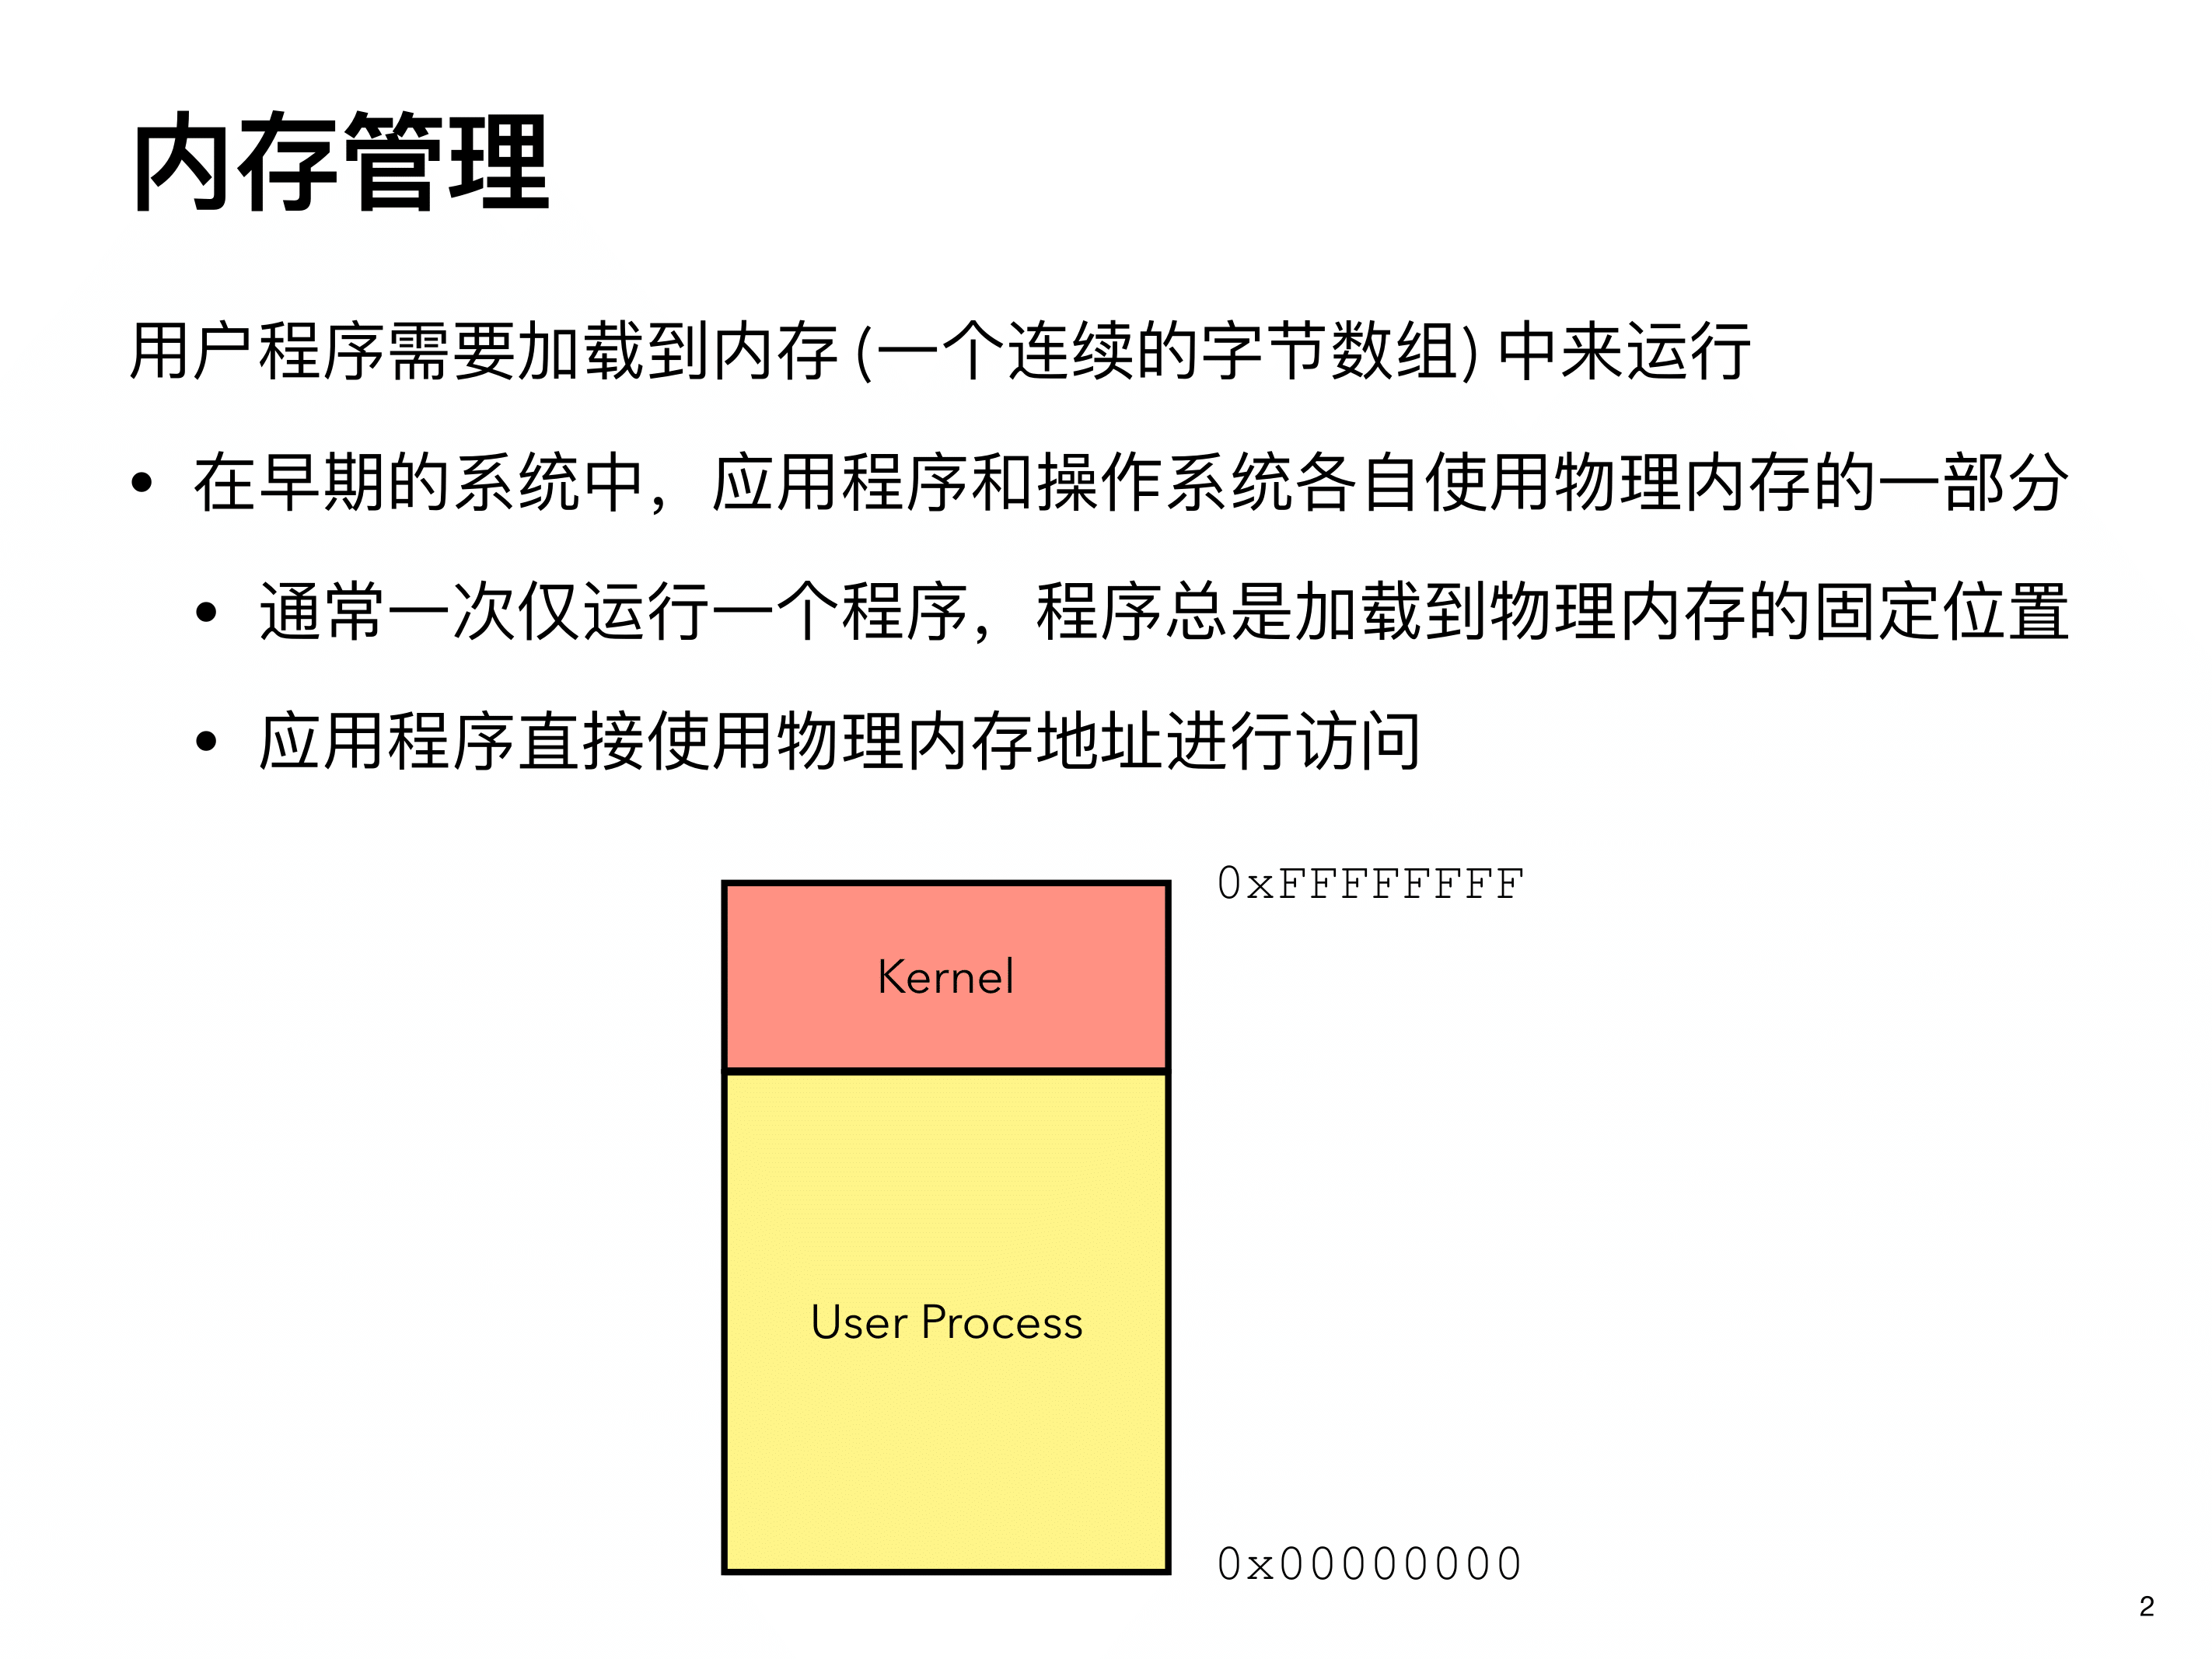 内存管理
用户程序需要加载到内存 (一个连续的字节数组) 中来运行
• 在早期的系统中，应用程序和操作系统各自使用物理内存的一部分
• 通常一次仅运行一个程序，程序总是加载到物理内存的固定位置
• 应用程序直接使用物理内存地址进行访问
0xFFFFFFFF
Kernel
User Process
0x00000000
2